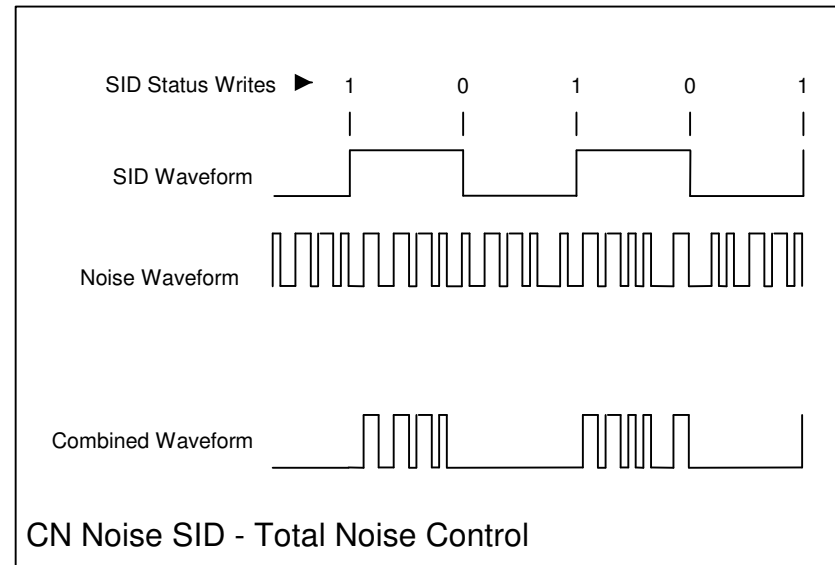 SID Status Writes ► 1 0 1 0 1
SID Waveform
Noise Waveform
Combined Waveform
CN Noise SID - Total Noise Control